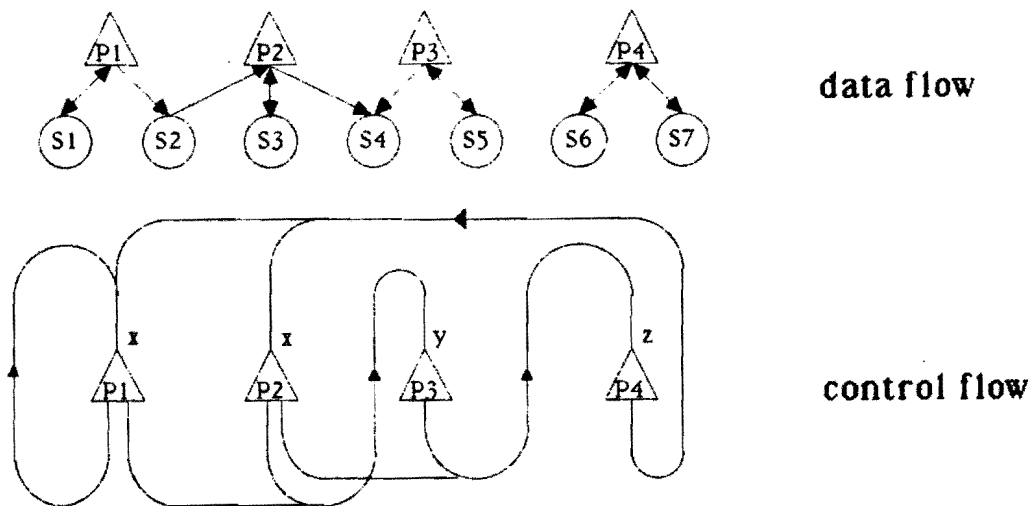 P1 P2 P3 P4
data flow
S1 S2 S3 S4 S5 S6 S7
x x y z
P1 P2 P3 P4
control flow